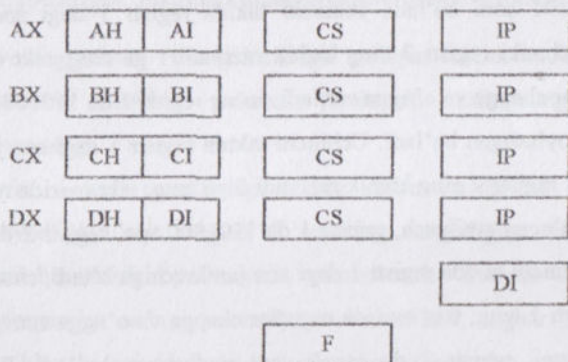 AX AH AI CS IP
BX BH BI CS IP
CX CH CI CS IP
DX DH DI CS IP
DI
F